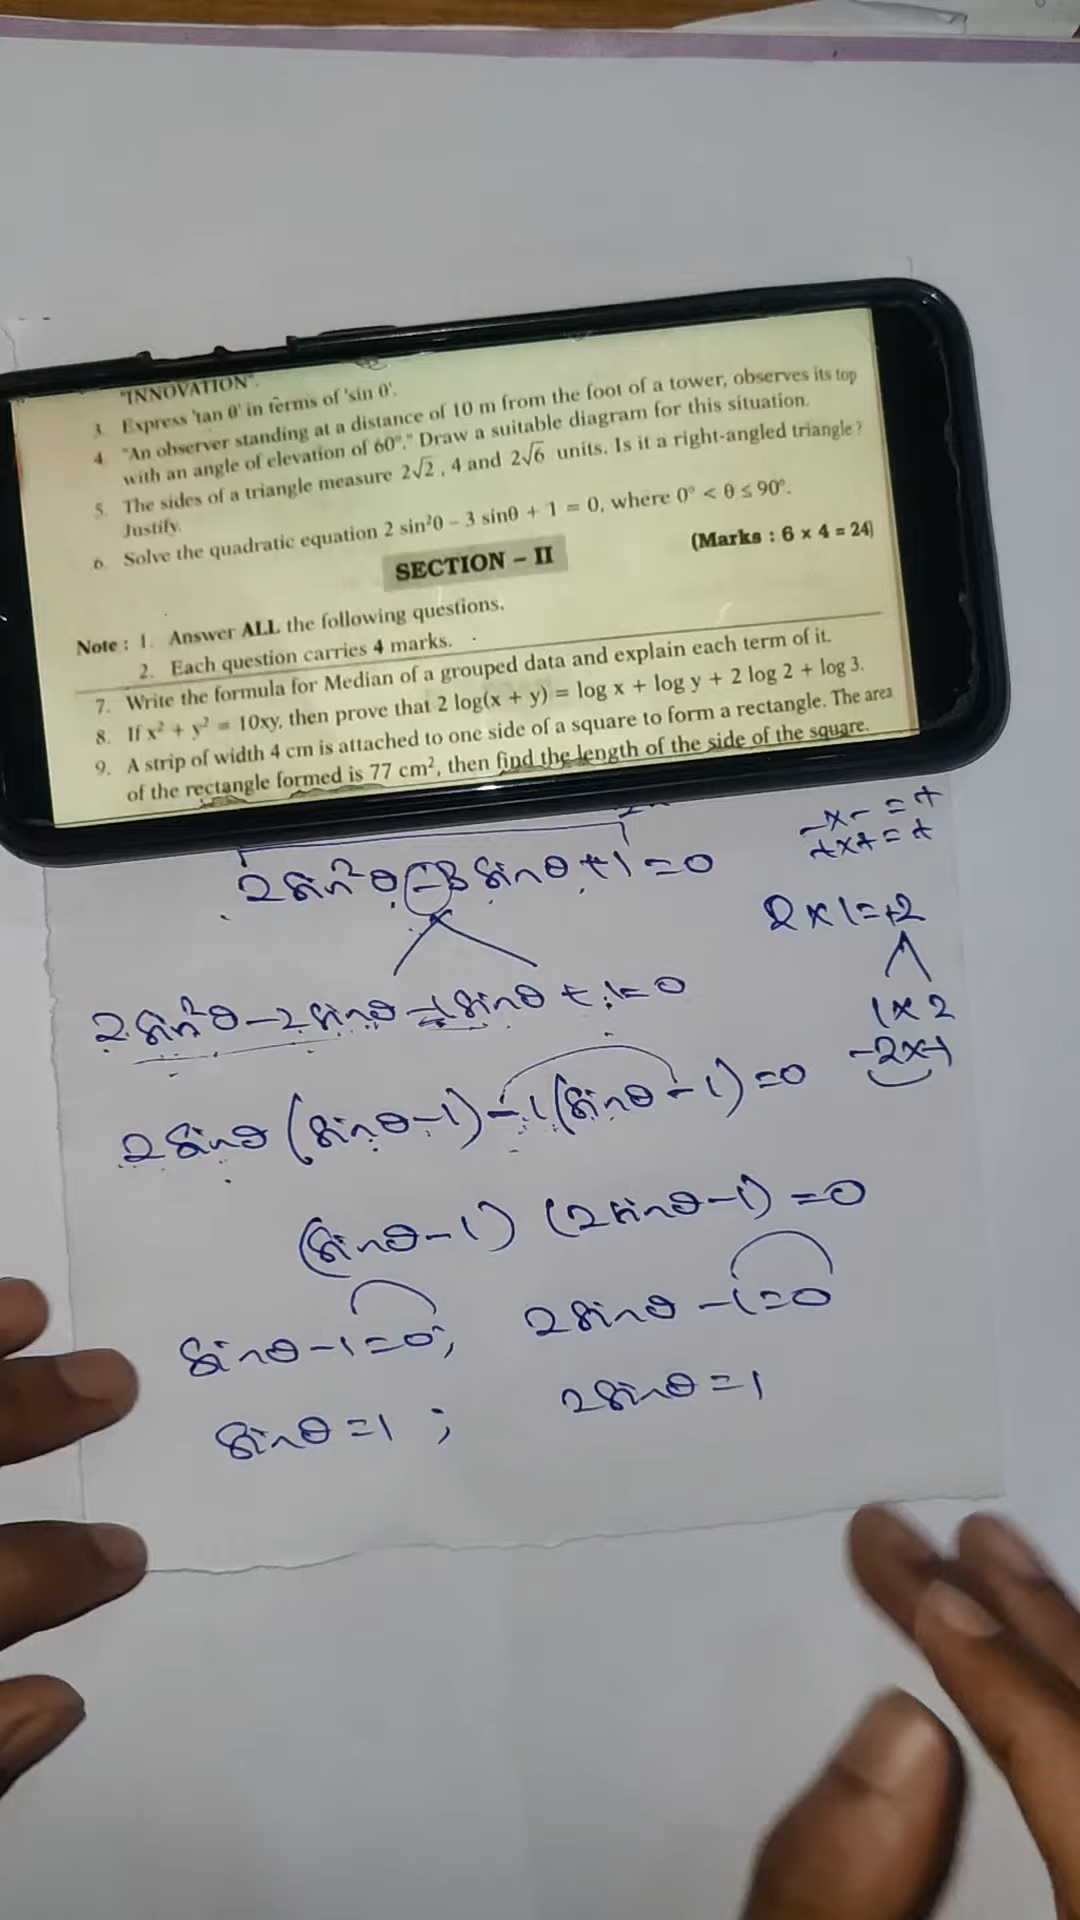 "INNOVATION".
3. Express 'tan θ' in terms of 'sin θ'.
4. "An observer standing at a distance of 10 m from the foot of a tower, observes its top
with an angle of elevation of 60°." Draw a suitable diagram for this situation.
5. The sides of a triangle measure 2√2, 4 and 2√6 units. Is it a right-angled triangle?
Justify.
6. Solve the quadratic equation 2 sin²θ – 3 sinθ + 1 = 0, where 0° < θ ≤ 90°.
SECTION – II
(Marks : 6 × 4 = 24)
Note : 1. Answer ALL the following questions.
2. Each question carries 4 marks.
7. Write the formula for Median of a grouped data and explain each term of it.
8. If x² + y² = 10xy, then prove that 2 log(x + y) = log x + log y + 2 log 2 + log 3.
9. A strip of width 4 cm is attached to one side of a square to form a rectangle. The area
of the rectangle formed is 77 cm², then find the length of the side of the square.
-×- = +
+×+ = +
2sin²θ-3sinθ+1=0
2×1=+2
1×2
-2×-1
2sin²θ-2sinθ-1sinθ+1=0
2sinθ(sinθ-1)-1(sinθ-1)=0
(sinθ-1) (2sinθ-1)=0
sinθ-1=0; 2sinθ-1=0
sinθ=1; 2sinθ=1